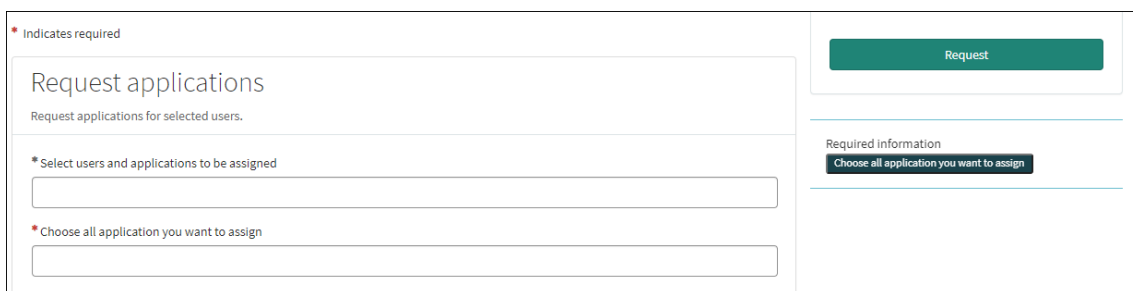 * Indicates required
Request applications
Request applications for selected users.
* Select users and applications to be assigned
* Choose all application you want to assign
Request
Required information
Choose all application you want to assign